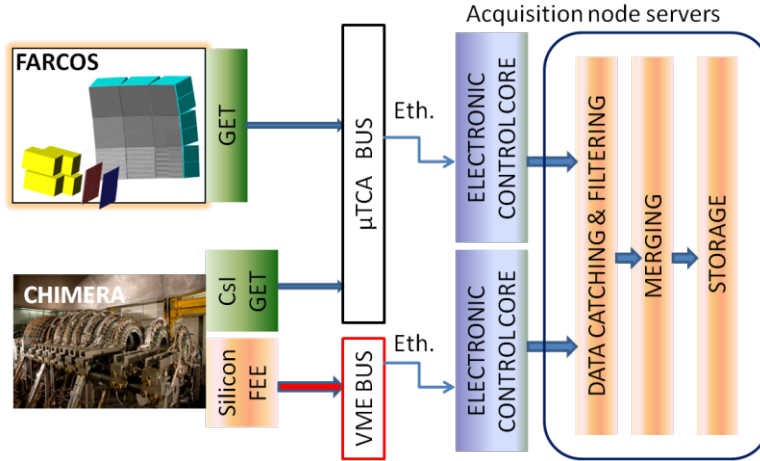 Acquisition node servers
FARCOS
GET
µTCA BUS
Eth.
ELECTRONIC
CONTROL CORE
CHIMERA
CsI
GET
Silicon
FEE
VME BUS
Eth.
ELECTRONIC
CONTROL CORE
DATA CATCHING & FILTERING
MERGING
STORAGE